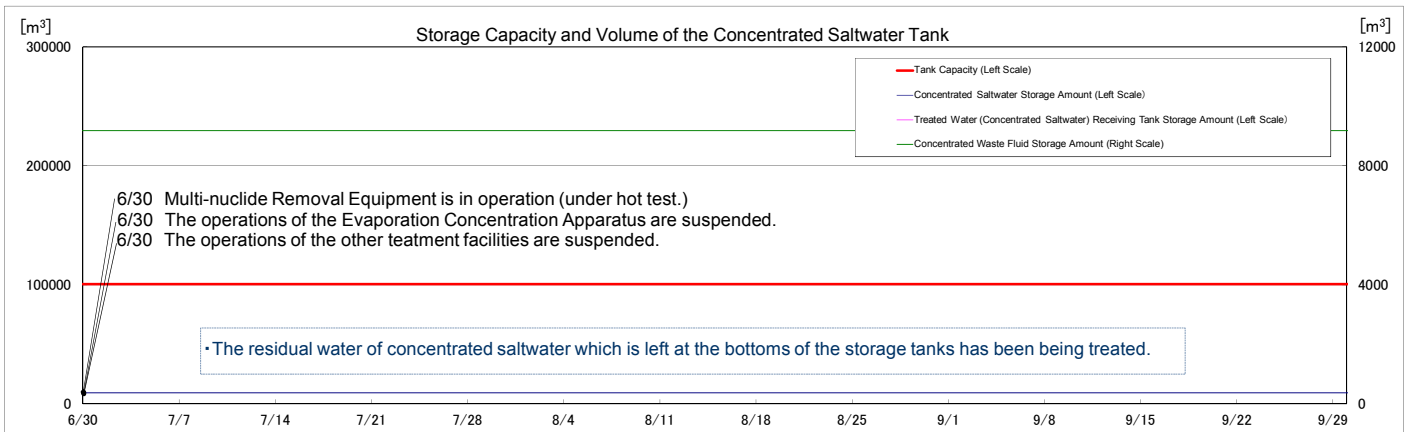 [m³]
[m³]
Storage Capacity and Volume of the Concentrated Saltwater Tank
300000
12000
Tank Capacity (Left Scale)
Concentrated Saltwater Storage Amount (Left Scale)
Treated Water (Concentrated Saltwater) Receiving Tank Storage Amount (Left Scale)
Concentrated Waste Fluid Storage Amount (Right Scale)
200000
8000
6/30 Multi-nuclide Removal Equipment is in operation (under hot test.)
6/30 The operations of the Evaporation Concentration Apparatus are suspended.
6/30 The operations of the other teatment facilities are suspended.
100000
4000
・The residual water of concentrated saltwater which is left at the bottoms of the storage tanks has been being treated.
0
0
6/30 7/7 7/14 7/21 7/28 8/4 8/11 8/18 8/25 9/1 9/8 9/15 9/22 9/29